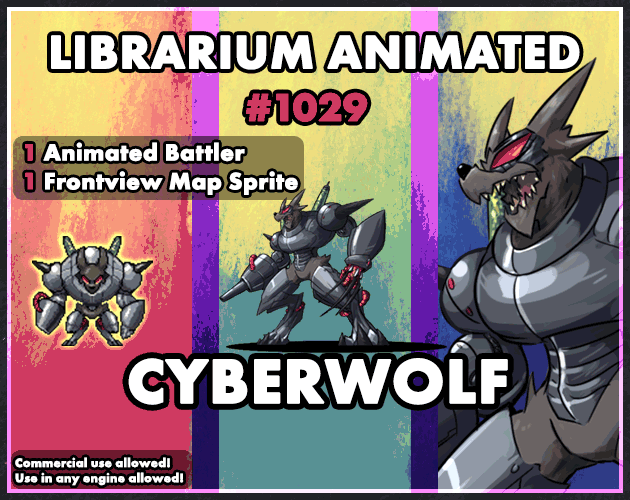 LIBRARIUM ANIMATED
#1029
1 Animated Battler
1 Frontview Map Sprite
CYBERWOLF
Commercial use allowed!
Use in any engine allowed!